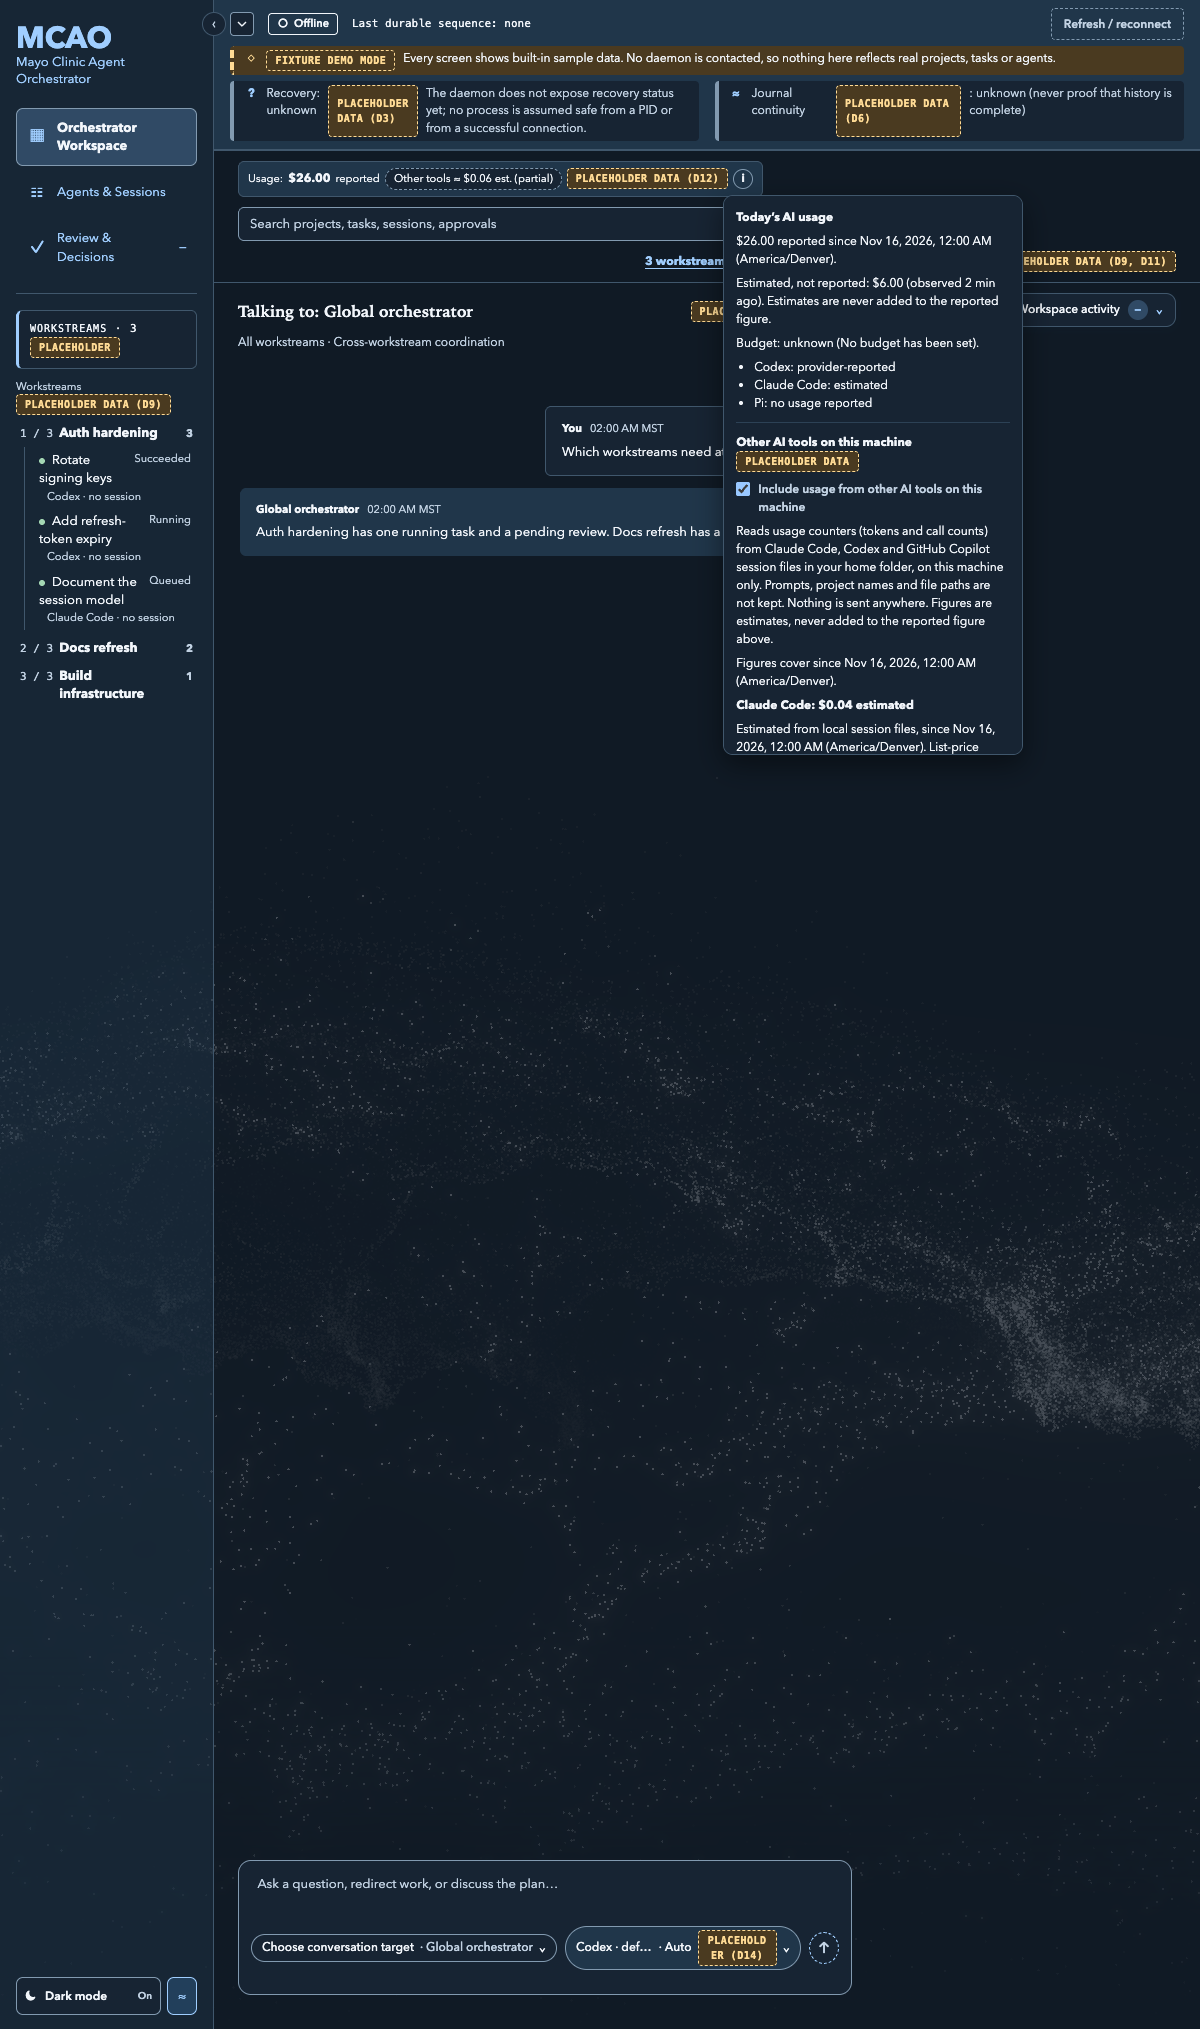 MCAO
Mayo Clinic Agent
Orchestrator
Orchestrator
Workspace
Agents & Sessions
Review &
Decisions –
WORKSTREAMS · 3
PLACEHOLDER
Workstreams
PLACEHOLDER DATA (D9)
1 / 3 Auth hardening 3
Rotate Succeeded
signing keys
Codex · no session
Add refresh- Running
token expiry
Codex · no session
Document the Queued
session model
Claude Code · no session
2 / 3 Docs refresh 2
3 / 3 Build 1
infrastructure
Dark mode On ≈
‹
Offline Last durable sequence: none Refresh / reconnect
FIXTURE DEMO MODE Every screen shows built-in sample data. No daemon is contacted, so nothing here reflects real projects, tasks or agents.
? Recovery:
unknown
PLACEHOLDER
DATA (D3)
The daemon does not expose recovery status
yet; no process is assumed safe from a PID or
from a successful connection.
≈ Journal
continuity
PLACEHOLDER DATA
(D6)
: unknown (never proof that history is
complete)
Usage: $26.00 reported Other tools ≈ $0.06 est. (partial) PLACEHOLDER DATA (D12) i
Search projects, tasks, sessions, approvals
3 workstream
EHOLDER DATA (D9, D11)
Talking to: Global orchestrator
PLAC
Workspace activity –
All workstreams · Cross-workstream coordination
You 02:00 AM MST
Which workstreams need at
Global orchestrator 02:00 AM MST
Auth hardening has one running task and a pending review. Docs refresh has a
Today's AI usage
$26.00 reported since Nov 16, 2026, 12:00 AM
(America/Denver).
Estimated, not reported: $6.00 (observed 2 min
ago). Estimates are never added to the reported
figure.
Budget: unknown (No budget has been set).
• Codex: provider-reported
• Claude Code: estimated
• Pi: no usage reported
Other AI tools on this machine
PLACEHOLDER DATA
Include usage from other AI tools on this
machine
Reads usage counters (tokens and call counts)
from Claude Code, Codex and GitHub Copilot
session files in your home folder, on this machine
only. Prompts, project names and file paths are
not kept. Nothing is sent anywhere. Figures are
estimates, never added to the reported figure
above.
Figures cover since Nov 16, 2026, 12:00 AM
(America/Denver).
Claude Code: $0.04 estimated
Estimated from local session files, since Nov 16,
2026, 12:00 AM (America/Denver). List-price
Ask a question, redirect work, or discuss the plan…
Choose conversation target · Global orchestrator
Codex · def… · Auto
PLACEHOLD
ER (D14)